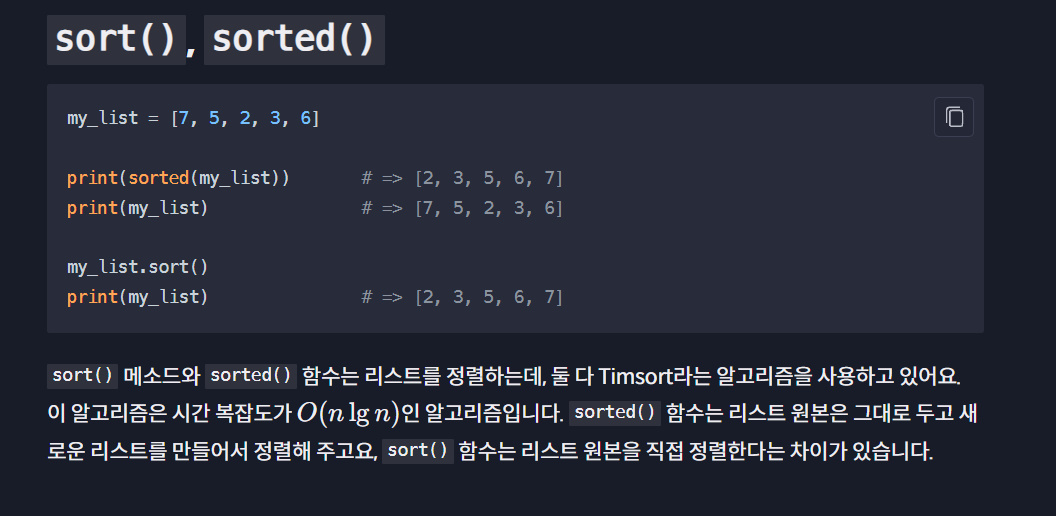 sort(), sorted()
my_list = [7, 5, 2, 3, 6]
print(sorted(my_list)) # => [2, 3, 5, 6, 7]
print(my_list) # => [7, 5, 2, 3, 6]
my_list.sort()
print(my_list) # => [2, 3, 5, 6, 7]
sort() 메소드와 sorted() 함수는 리스트를 정렬하는데, 둘 다 Timsort라는 알고리즘을 사용하고 있어요.
이 알고리즘은 시간 복잡도가 O(n lg n)인 알고리즘입니다. sorted() 함수는 리스트 원본은 그대로 두고 새
로운 리스트를 만들어서 정렬해 주고요, sort() 함수는 리스트 원본을 직접 정렬한다는 차이가 있습니다.